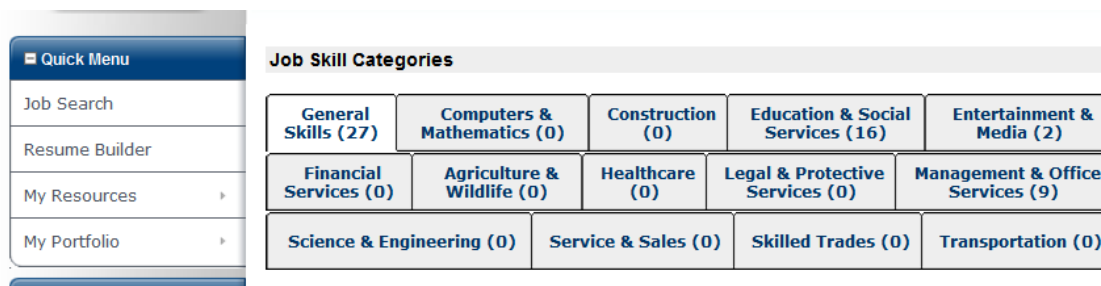 Quick Menu
Job Search
Resume Builder
My Resources
My Portfolio
Job Skill Categories
General
Skills (27)
Computers &
Mathematics (0)
Construction
(0)
Education & Social
Services (16)
Entertainment &
Media (2)
Financial
Services (0)
Agriculture &
Wildlife (0)
Healthcare
(0)
Legal & Protective
Services (0)
Management & Office
Services (9)
Science & Engineering (0)
Service & Sales (0)
Skilled Trades (0)
Transportation (0)